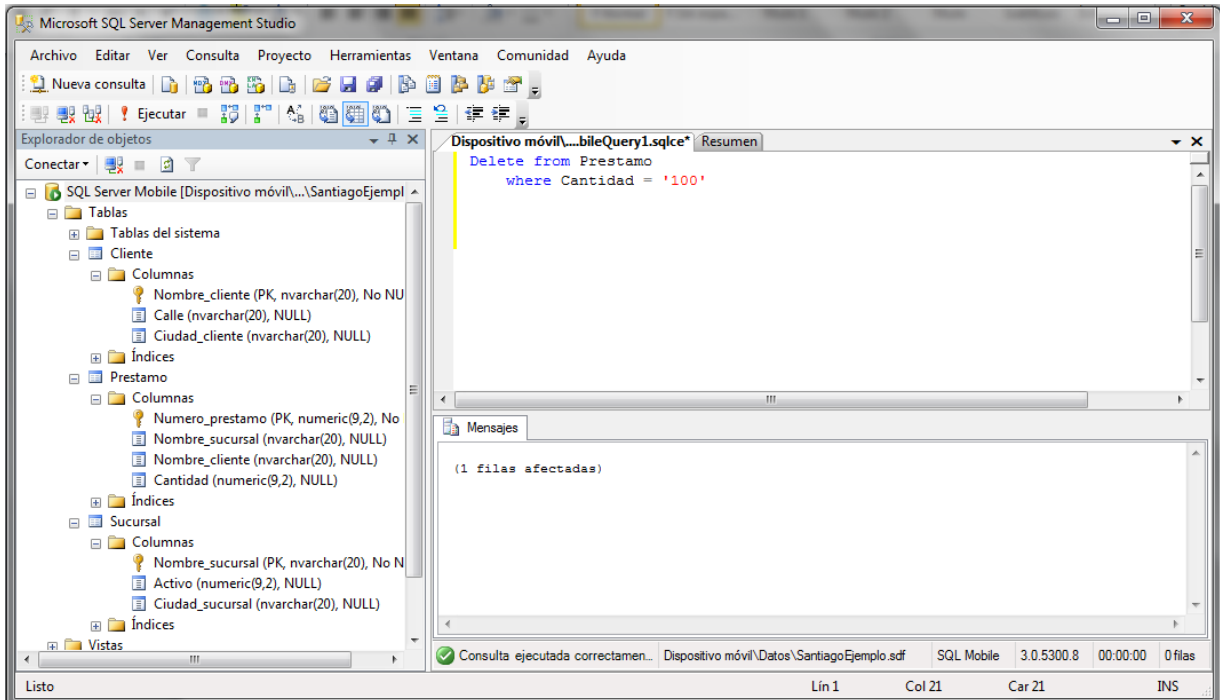 Microsoft SQL Server Management Studio
Archivo Editar Ver Consulta Proyecto Herramientas Ventana Comunidad Ayuda
Nueva consulta
Ejecutar
Explorador de objetos
Conectar
SQL Server Mobile [Dispositivo móvil\...\SantiagoEjempl
Tablas
Tablas del sistema
Cliente
Columnas
Nombre_cliente (PK, nvarchar(20), No NU
Calle (nvarchar(20), NULL)
Ciudad_cliente (nvarchar(20), NULL)
Índices
Prestamo
Columnas
Numero_prestamo (PK, numeric(9,2), No
Nombre_sucursal (nvarchar(20), NULL)
Nombre_cliente (nvarchar(20), NULL)
Cantidad (numeric(9,2), NULL)
Índices
Sucursal
Columnas
Nombre_sucursal (PK, nvarchar(20), No N
Activo (numeric(9,2), NULL)
Ciudad_sucursal (nvarchar(20), NULL)
Índices
Vistas
Dispositivo móvil\....bileQuery1.sqlce* Resumen
Delete from Prestamo
where Cantidad = '100'
Mensajes
(1 filas afectadas)
Consulta ejecutada correctamen... Dispositivo móvil\Datos\SantiagoEjemplo.sdf SQL Mobile 3.0.5300.8 00:00:00 0 filas
Listo Lín 1 Col 21 Car 21 INS